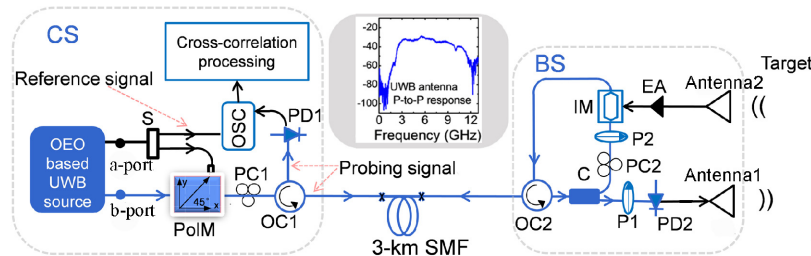 CS
Cross-correlation
processing
Reference signal
S
OSC
PD1
OEO
based
UWB
source
a-port
b-port
PolM
y
x
45°
PC1
OC1
Probing signal
3-km SMF
0
-20
-40
-60
-80
-100
UWB antenna
P-to-P response
0 3 6 9 12
Frequency (GHz)
BS
Target
IM
EA
Antenna2
((
P2
PC2
C
Antenna1
))
OC2
P1
PD2